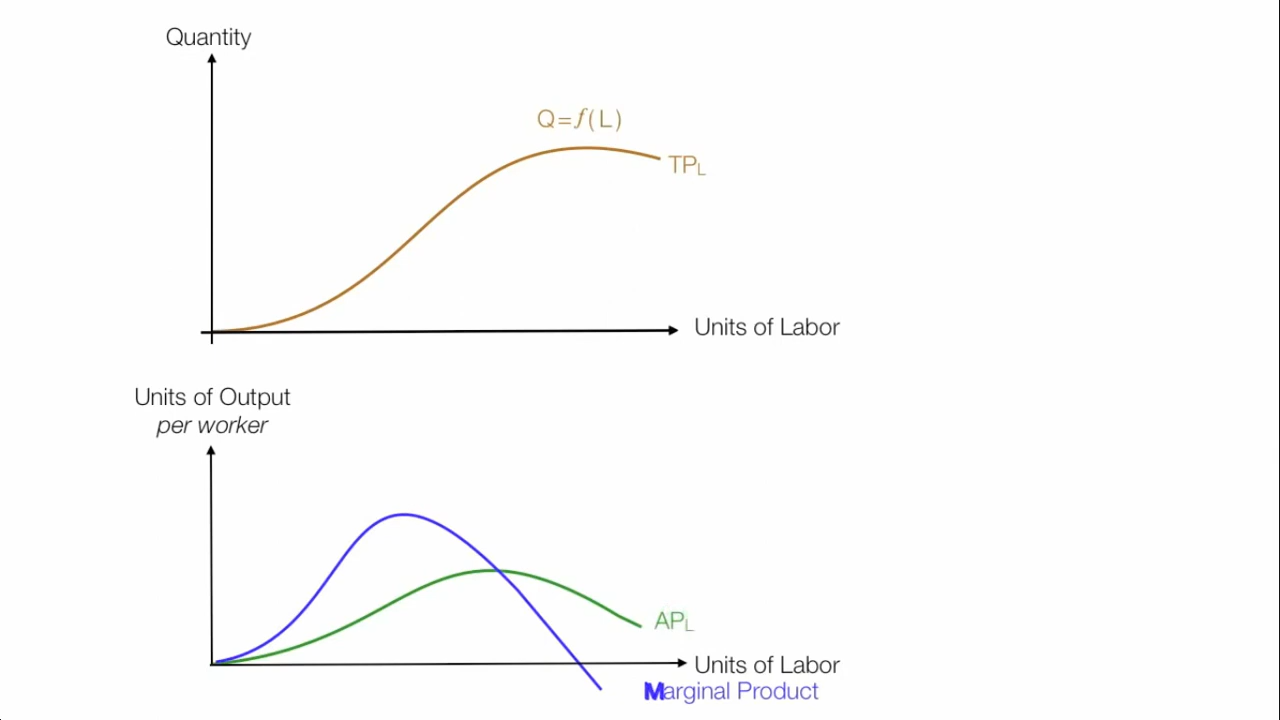 Quantity
Q=f(L)
TPL
Units of Labor
Units of Output
per worker
APL
Units of Labor
Marginal Product